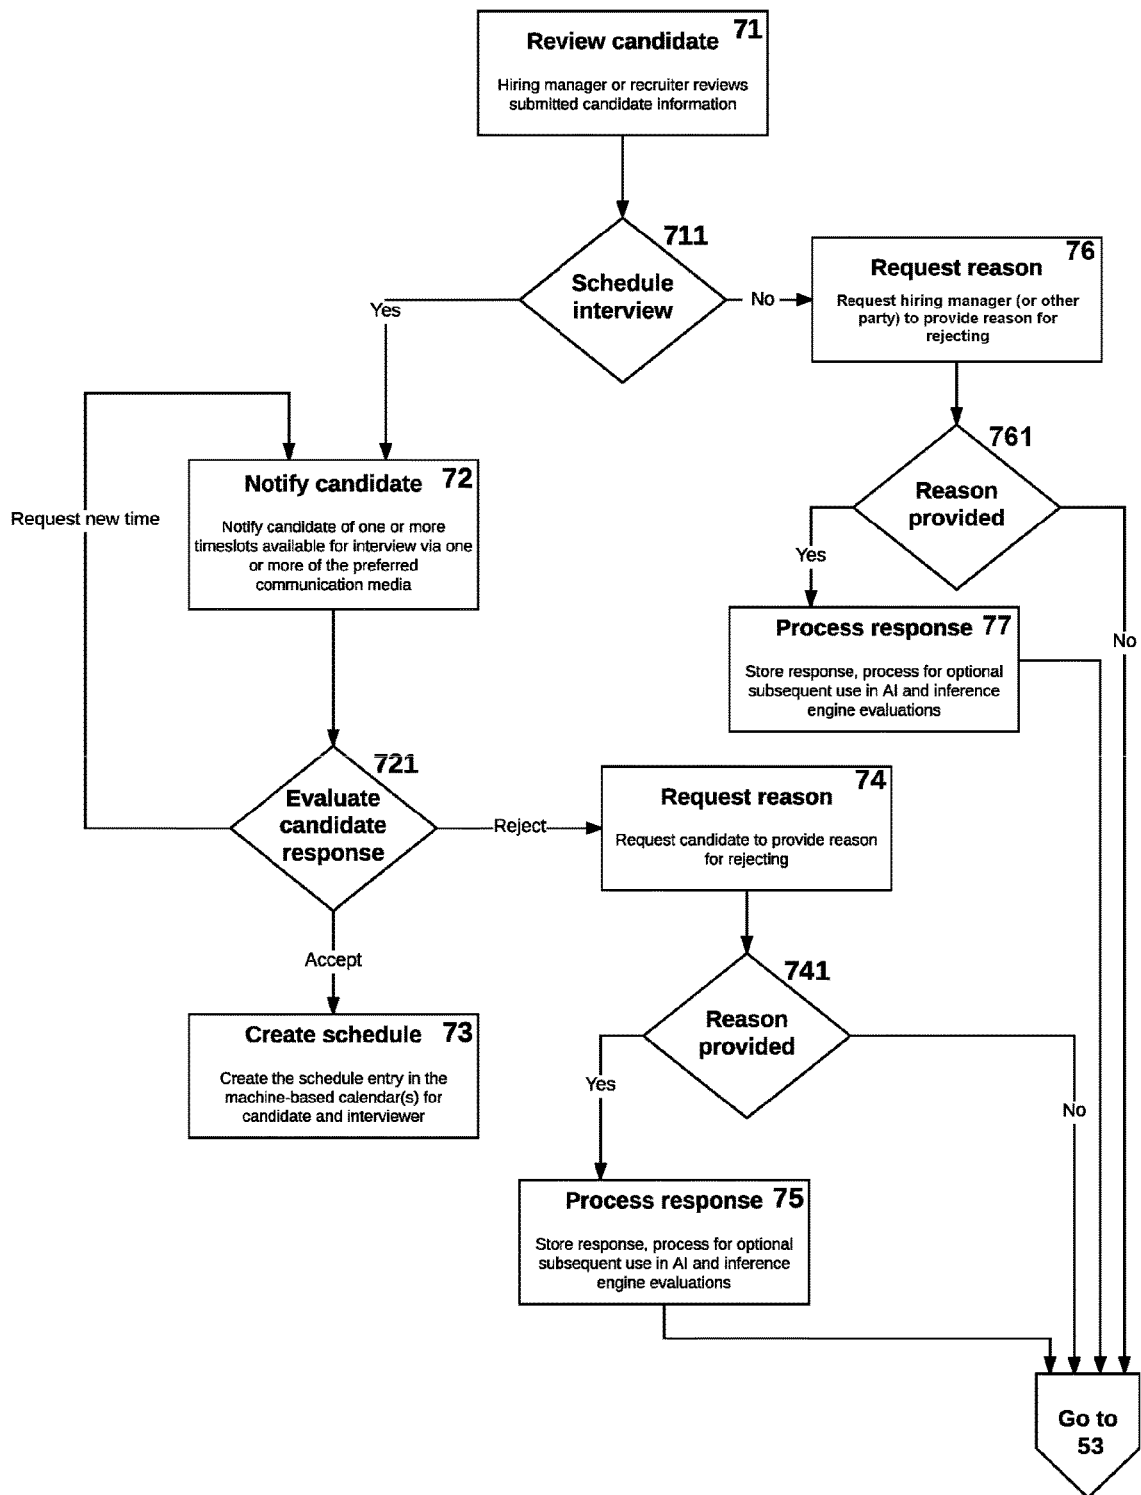 Review candidate 71
Hiring manager or recruiter reviews
submitted candidate information
711
Schedule
interview
Yes
No
Request reason 76
Request hiring manager (or other
party) to provide reason for
rejecting
761
Reason
provided
Yes
No
Notify candidate 72
Notify candidate of one or more
timeslots available for interview via one
or more of the preferred
communication media
Request new time
Process response 77
Store response, process for optional
subsequent use in AI and inference
engine evaluations
721
Evaluate
candidate
response
Reject
Accept
Request reason 74
Request candidate to provide reason
for rejecting
741
Reason
provided
Yes
No
Create schedule 73
Create the schedule entry in the
machine-based calendar(s) for
candidate and interviewer
Process response 75
Store response, process for optional
subsequent use in AI and inference
engine evaluations
Go to
53